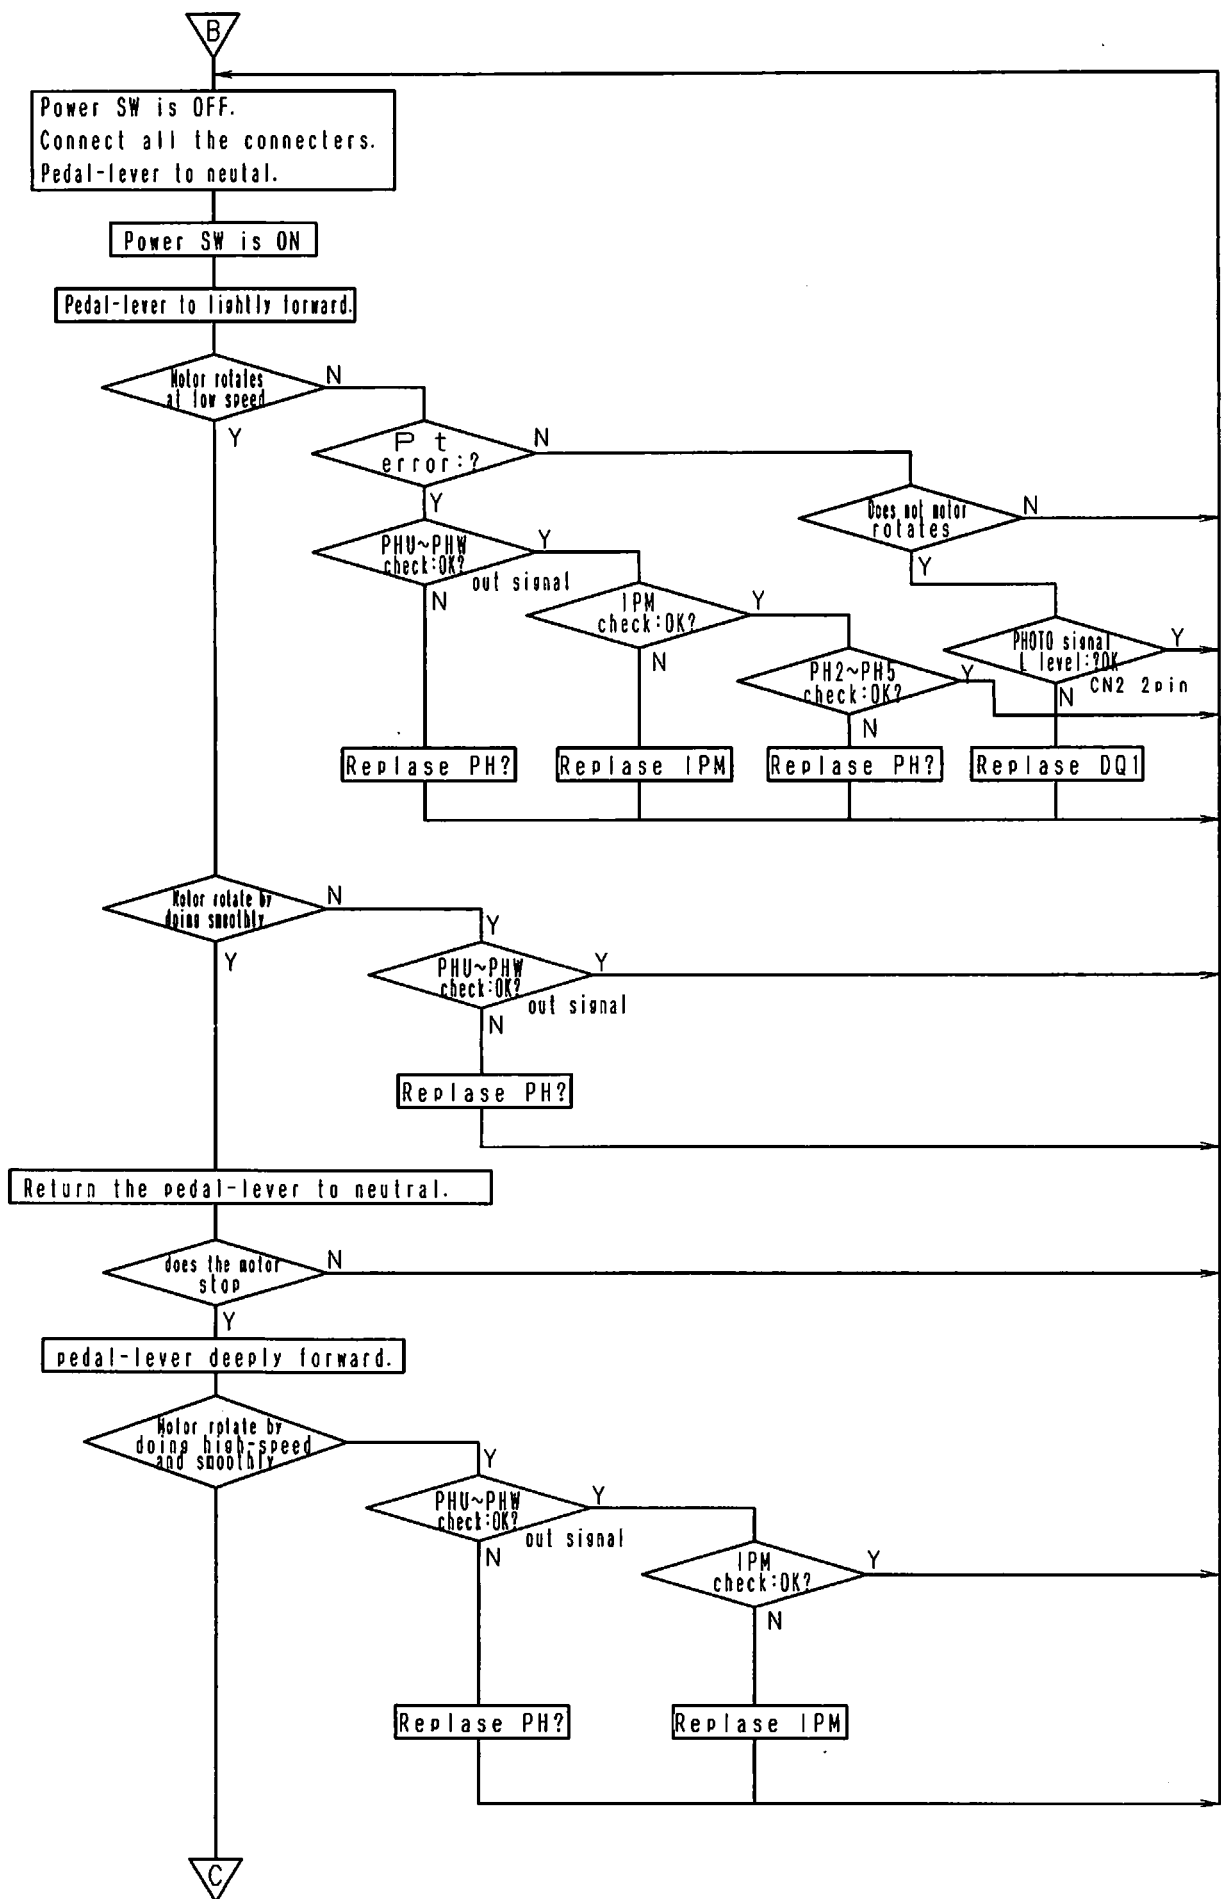 B
Power SW is OFF.
Connect all the connecters.
Pedal-lever to neutal.
Power SW is ON
Pedal-lever to lightly forward.
Motor rotates
at low speed
N
Y
Pt
error:?
N
Y
Does not motor
rotates
N
Y
PHU~PHW
check:OK?
Y
out signal
N
IPM
check:OK?
Y
N
PH2~PH5
check:OK?
Y
N
PHOTO signal
L level:?OK
Y
CN2 2pin
N
Replase PH?
Replase IPM
Replase PH?
Replase DQ1
Motor rotate by
doing smoothly
N
Y
Y
PHU~PHW
check:OK?
Y
out signal
N
Replase PH?
Return the pedal-lever to neutral.
does the motor
stop
N
Y
pedal-lever deeply forward.
Motor rotate by
doing high-speed
and smoothly
Y
PHU~PHW
check:OK?
Y
out signal
N
IPM
check:OK?
Y
N
Replase PH?
Replase IPM
C